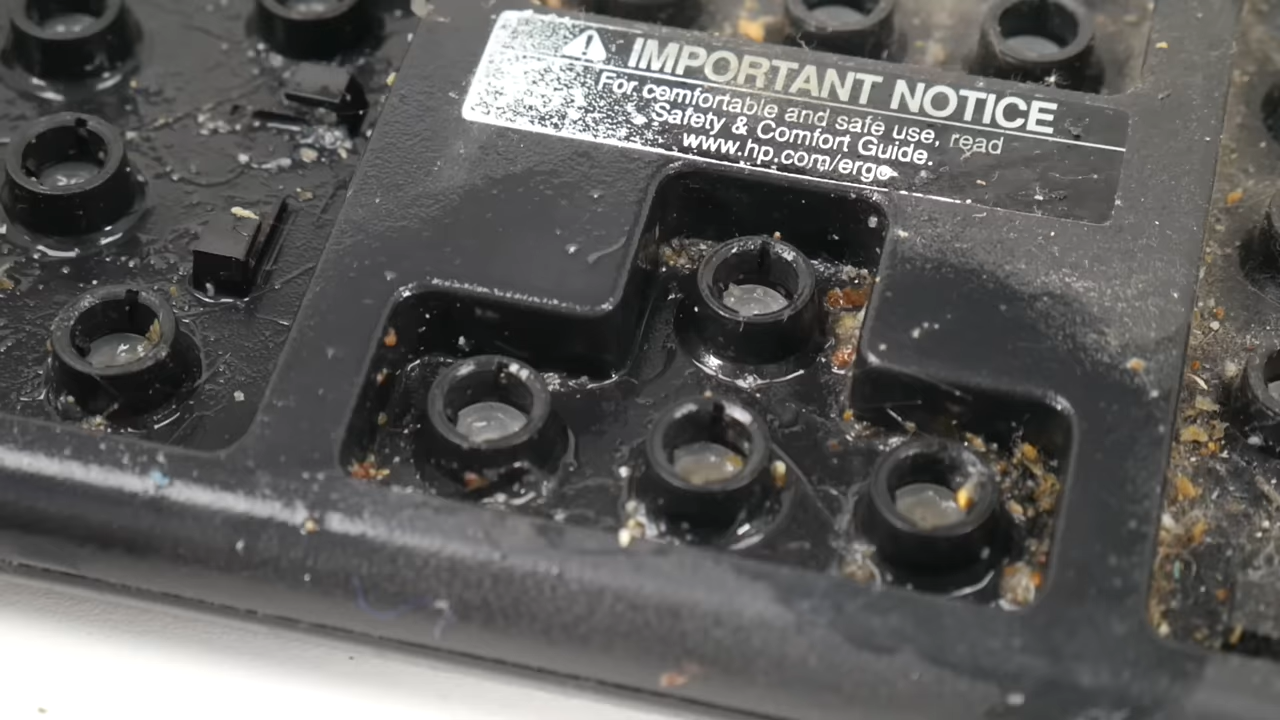 IMPORTANT NOTICE
For comfortable and safe use, read
Safety & Comfort Guide.
www.hp.com/ergo